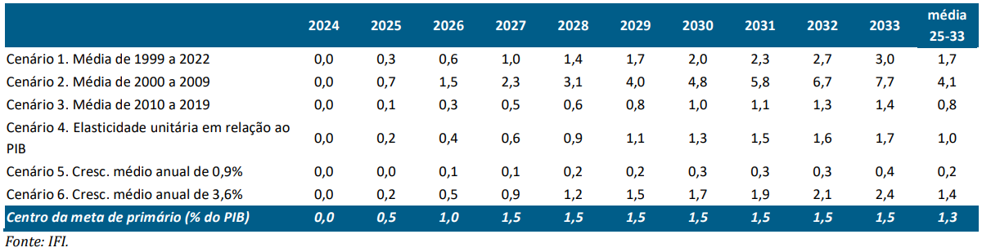 2024 2025 2026 2027 2028 2029 2030 2031 2032 2033 média 25-33
Cenário 1. Média de 1999 a 2022 0,0 0,3 0,6 1,0 1,4 1,7 2,0 2,3 2,7 3,0 1,7
Cenário 2. Média de 2000 a 2009 0,0 0,7 1,5 2,3 3,1 4,0 4,8 5,8 6,7 7,7 4,1
Cenário 3. Média de 2010 a 2019 0,0 0,1 0,3 0,5 0,6 0,8 1,0 1,1 1,3 1,4 0,8
Cenário 4. Elasticidade unitária em relação ao
PIB 0,0 0,2 0,4 0,6 0,9 1,1 1,3 1,5 1,6 1,7 1,0
Cenário 5. Cresc. médio anual de 0,9% 0,0 0,0 0,1 0,1 0,2 0,2 0,3 0,3 0,3 0,4 0,2
Cenário 6. Cresc. médio anual de 3,6% 0,0 0,2 0,5 0,9 1,2 1,5 1,7 1,9 2,1 2,4 1,4
Centro da meta de primário (% do PIB) 0,0 0,5 1,0 1,5 1,5 1,5 1,5 1,5 1,5 1,5 1,3
Fonte: IFI.